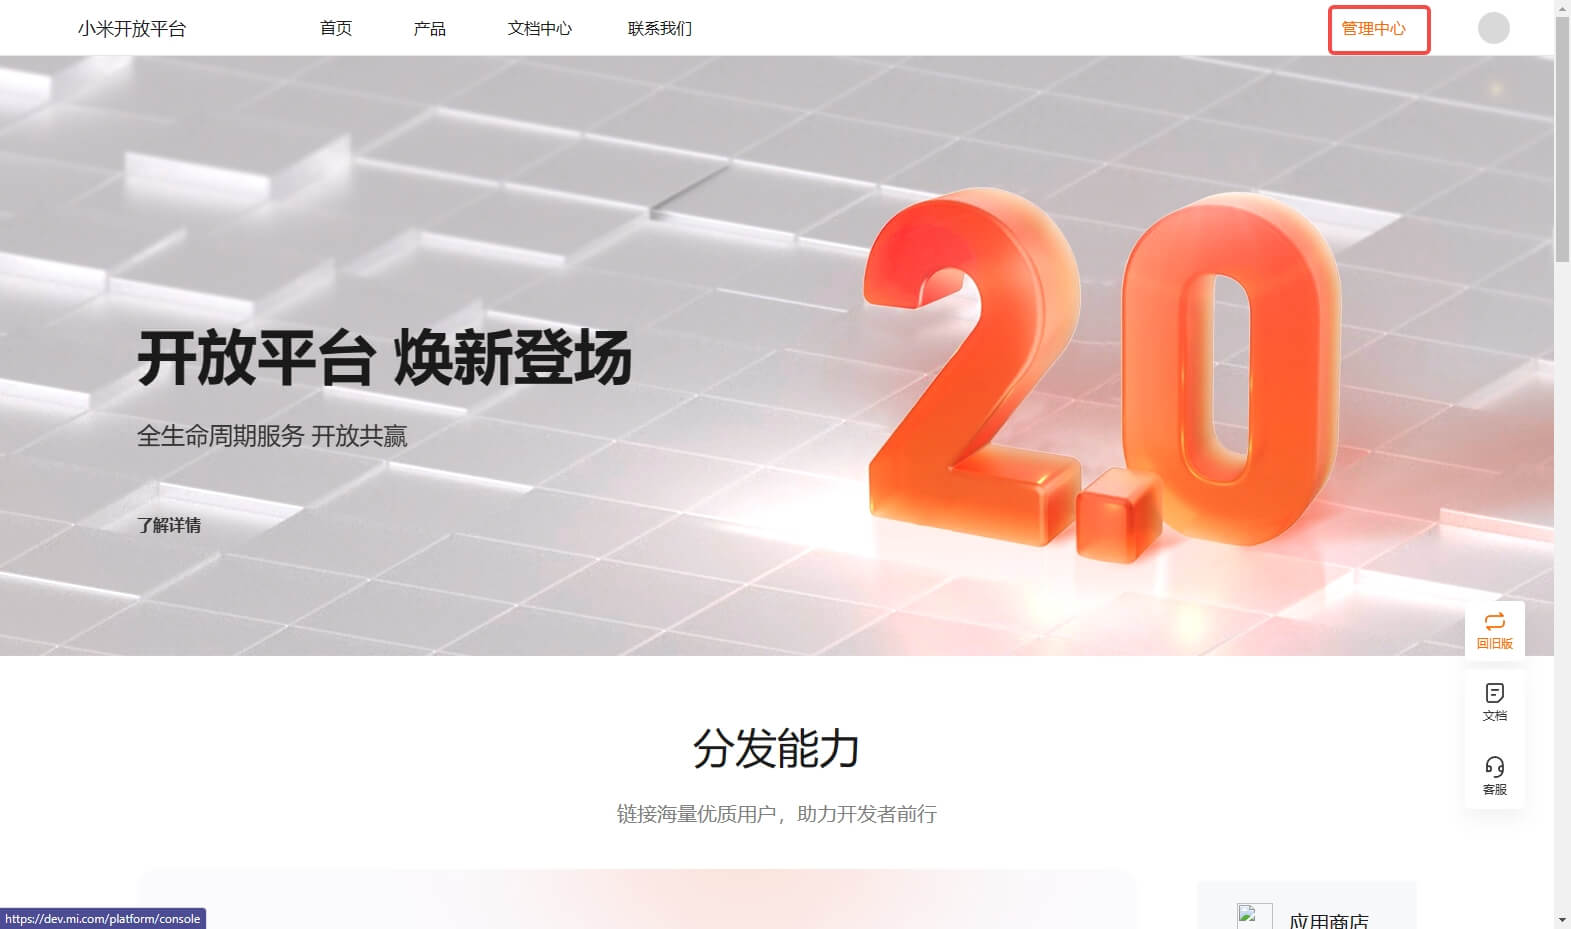 小米开放平台
首页
产品
文档中心
联系我们
管理中心
2.0
开放平台 焕新登场
全生命周期服务 开放共赢
了解详情
回旧版
文档
客服
分发能力
链接海量优质用户，助力开发者前行
应用商店
https://dev.mi.com/platform/console